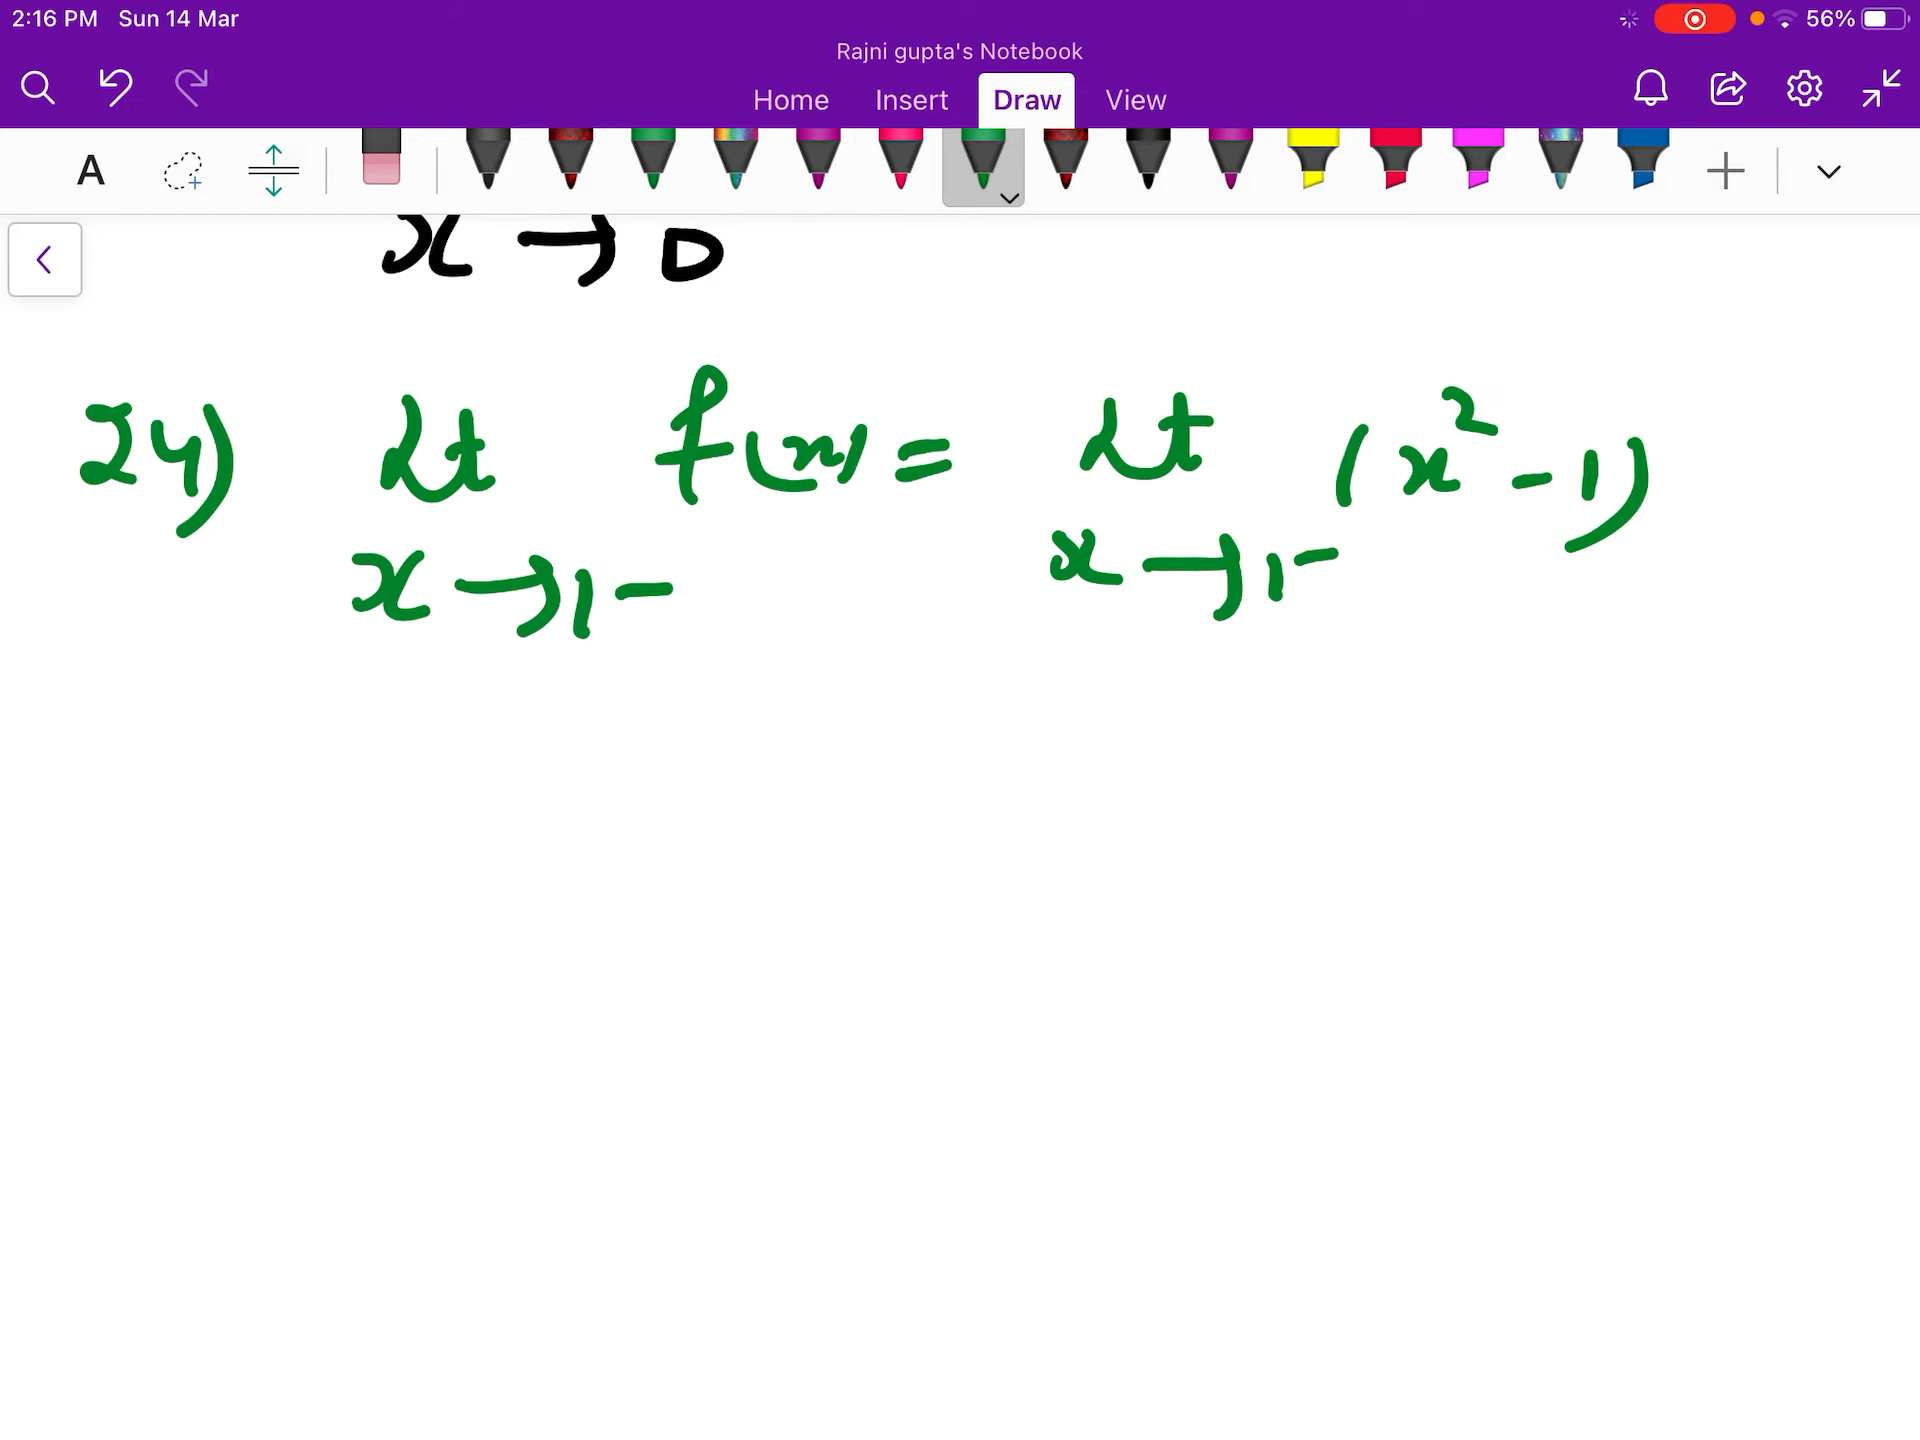 2:16 PM Sun 14 Mar 56%
Rajni gupta's Notebook
Home Insert Draw View
A
x → 0
24) Lt f(x) = Lt (x² - 1)
x → 1- x → 1-